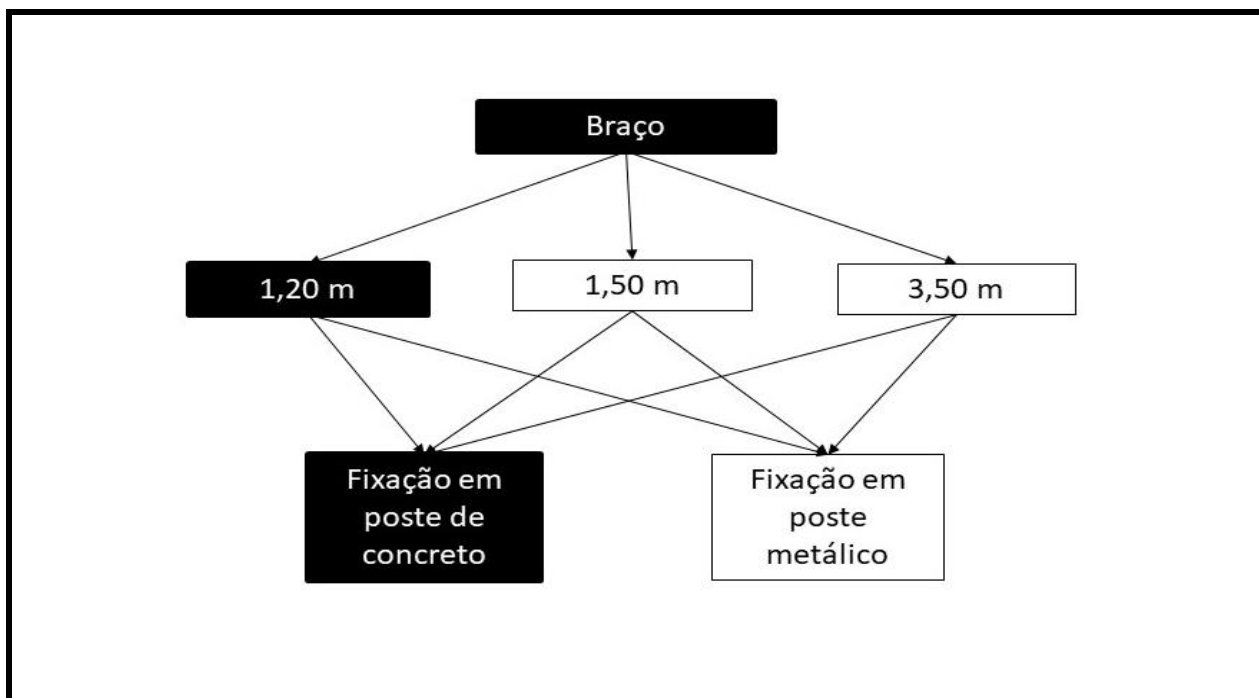 Braço
1,20 m
1,50 m
3,50 m
Fixação em
poste de
concreto
Fixação em
poste
metálico